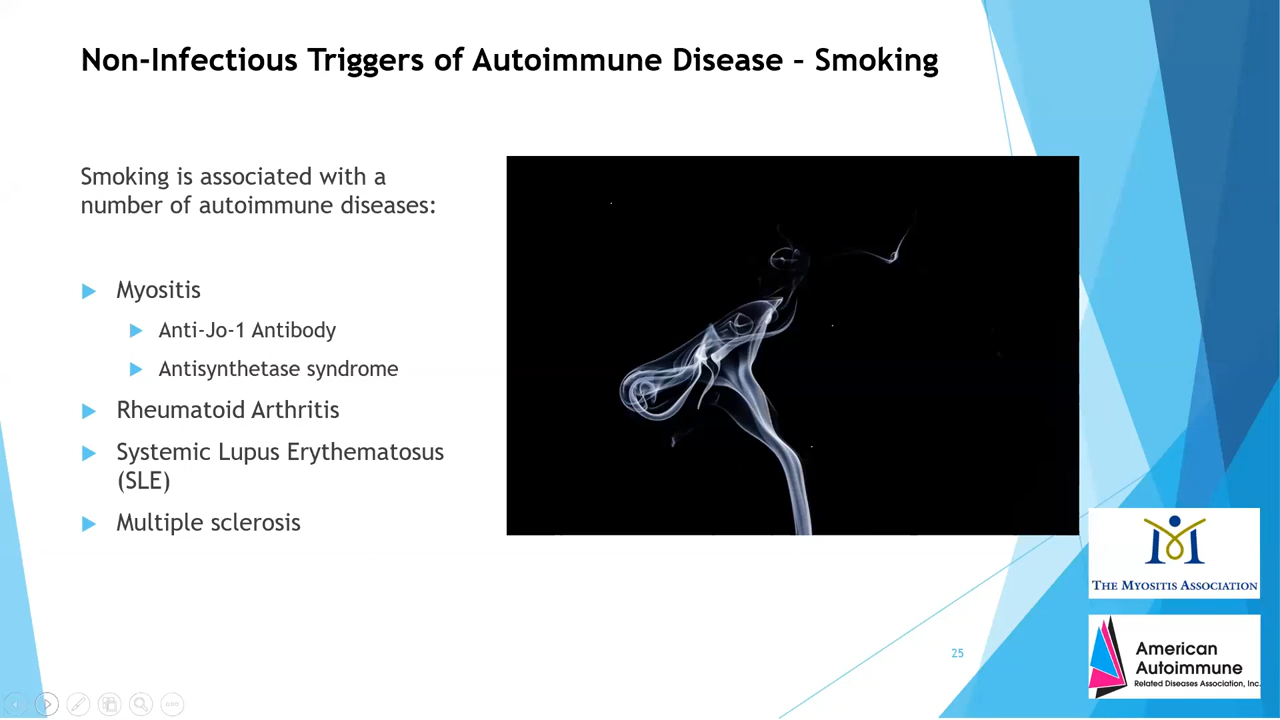 Non-Infectious Triggers of Autoimmune Disease – Smoking
Smoking is associated with a
number of autoimmune diseases:
Myositis
Anti-Jo-1 Antibody
Antisynthetase syndrome
Rheumatoid Arthritis
Systemic Lupus Erythematosus
(SLE)
Multiple sclerosis
THE MYOSITIS ASSOCIATION
25
American
Autoimmune
Related Diseases Association, Inc.